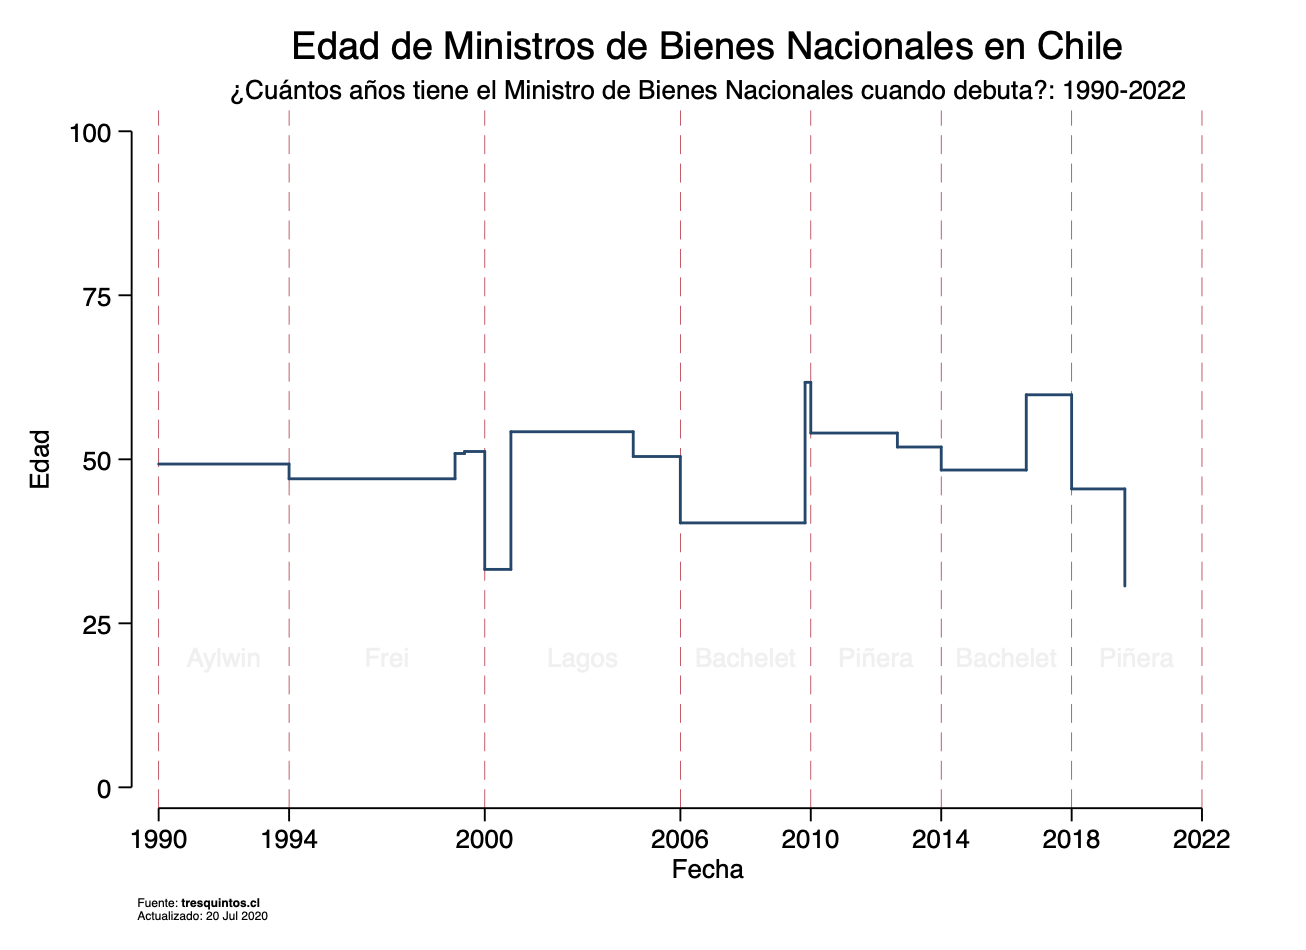 Edad de Ministros de Bienes Nacionales en Chile
¿Cuántos años tiene el Ministro de Bienes Nacionales cuando debuta?: 1990-2022
100
75
50
25
0
Edad
Aylwin Frei Lagos Bachelet Piñera Bachelet Piñera
1990 1994 2000 2006 2010 2014 2018 2022
Fecha
Fuente: tresquintos.cl
Actualizado: 20 Jul 2020